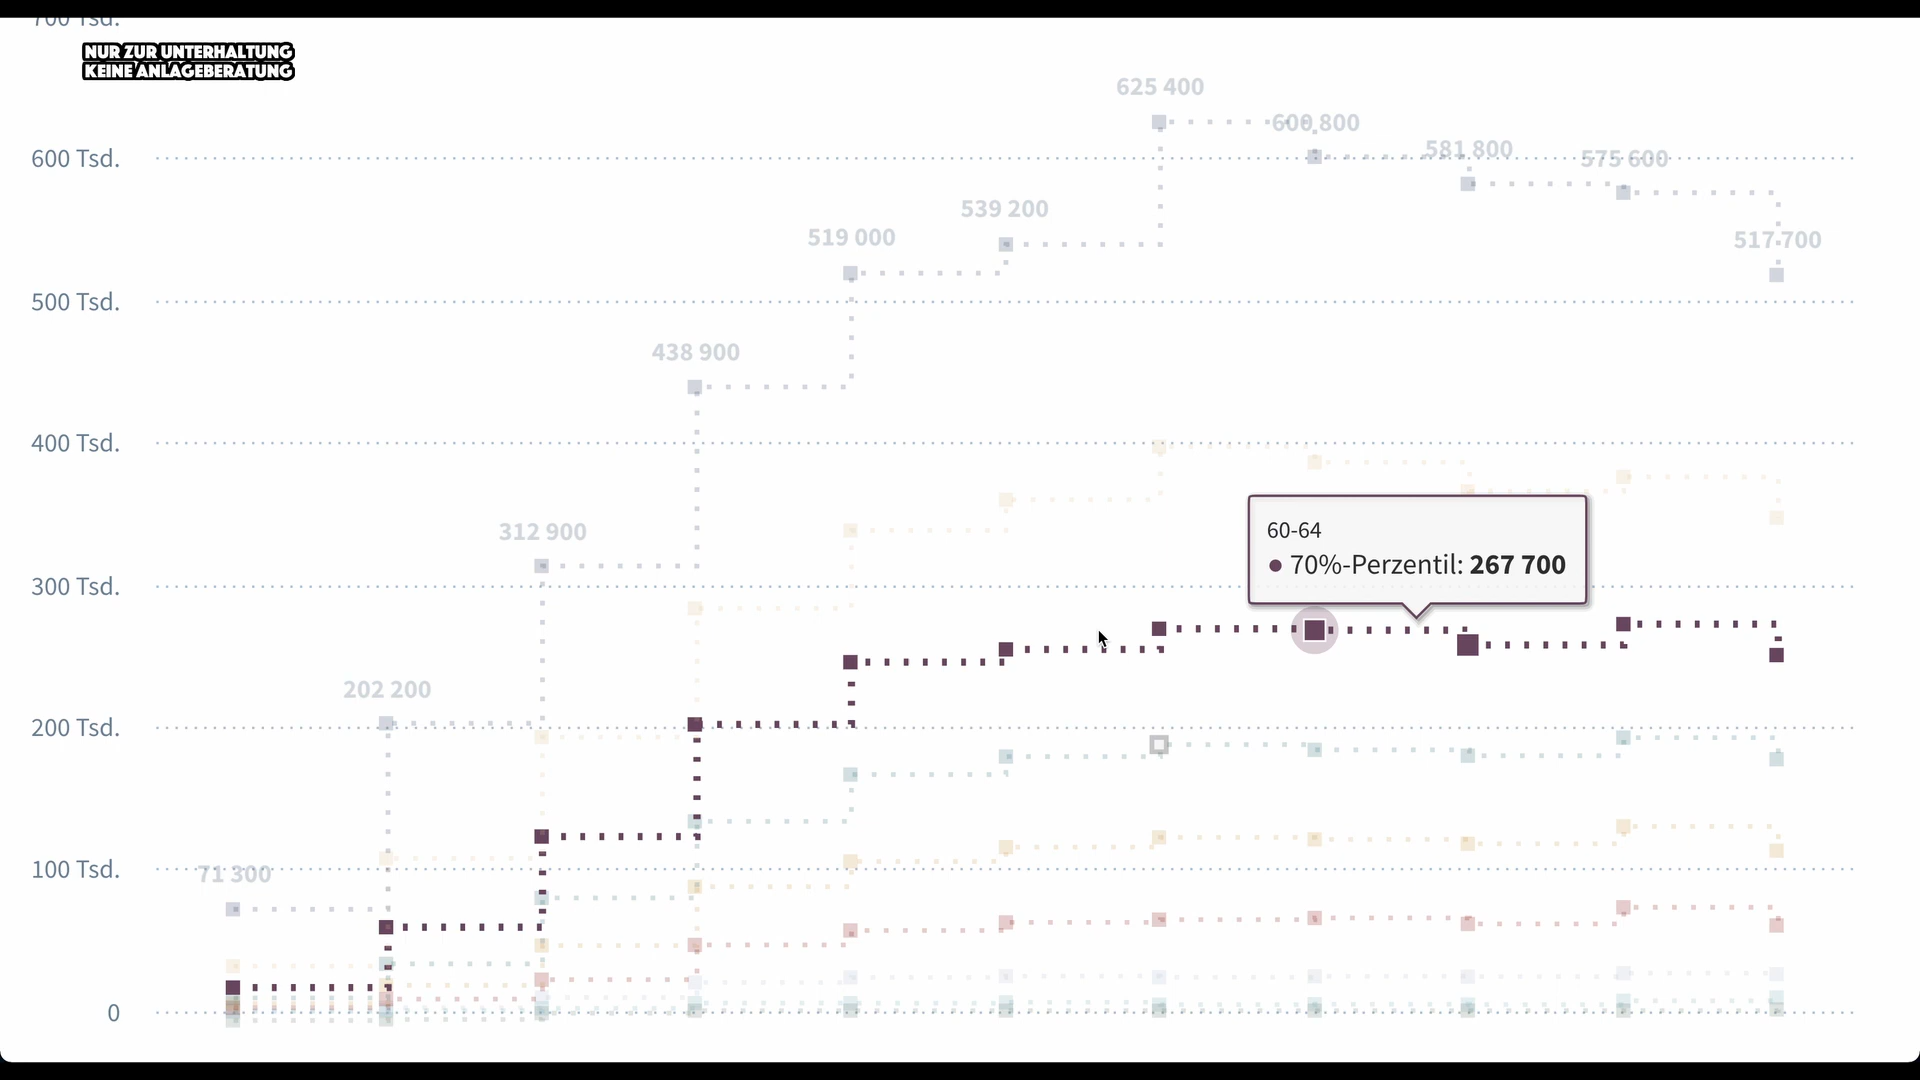 700 Tsd.
NUR ZUR UNTERHALTUNG
KEINE ANLAGEBERATUNG
625 400
600 800
581 800
575 600
600 Tsd.
539 200
519 000
517 700
500 Tsd.
438 900
400 Tsd.
312 900
60-64
70%-Perzentil: 267 700
300 Tsd.
202 200
200 Tsd.
71 300
100 Tsd.
0